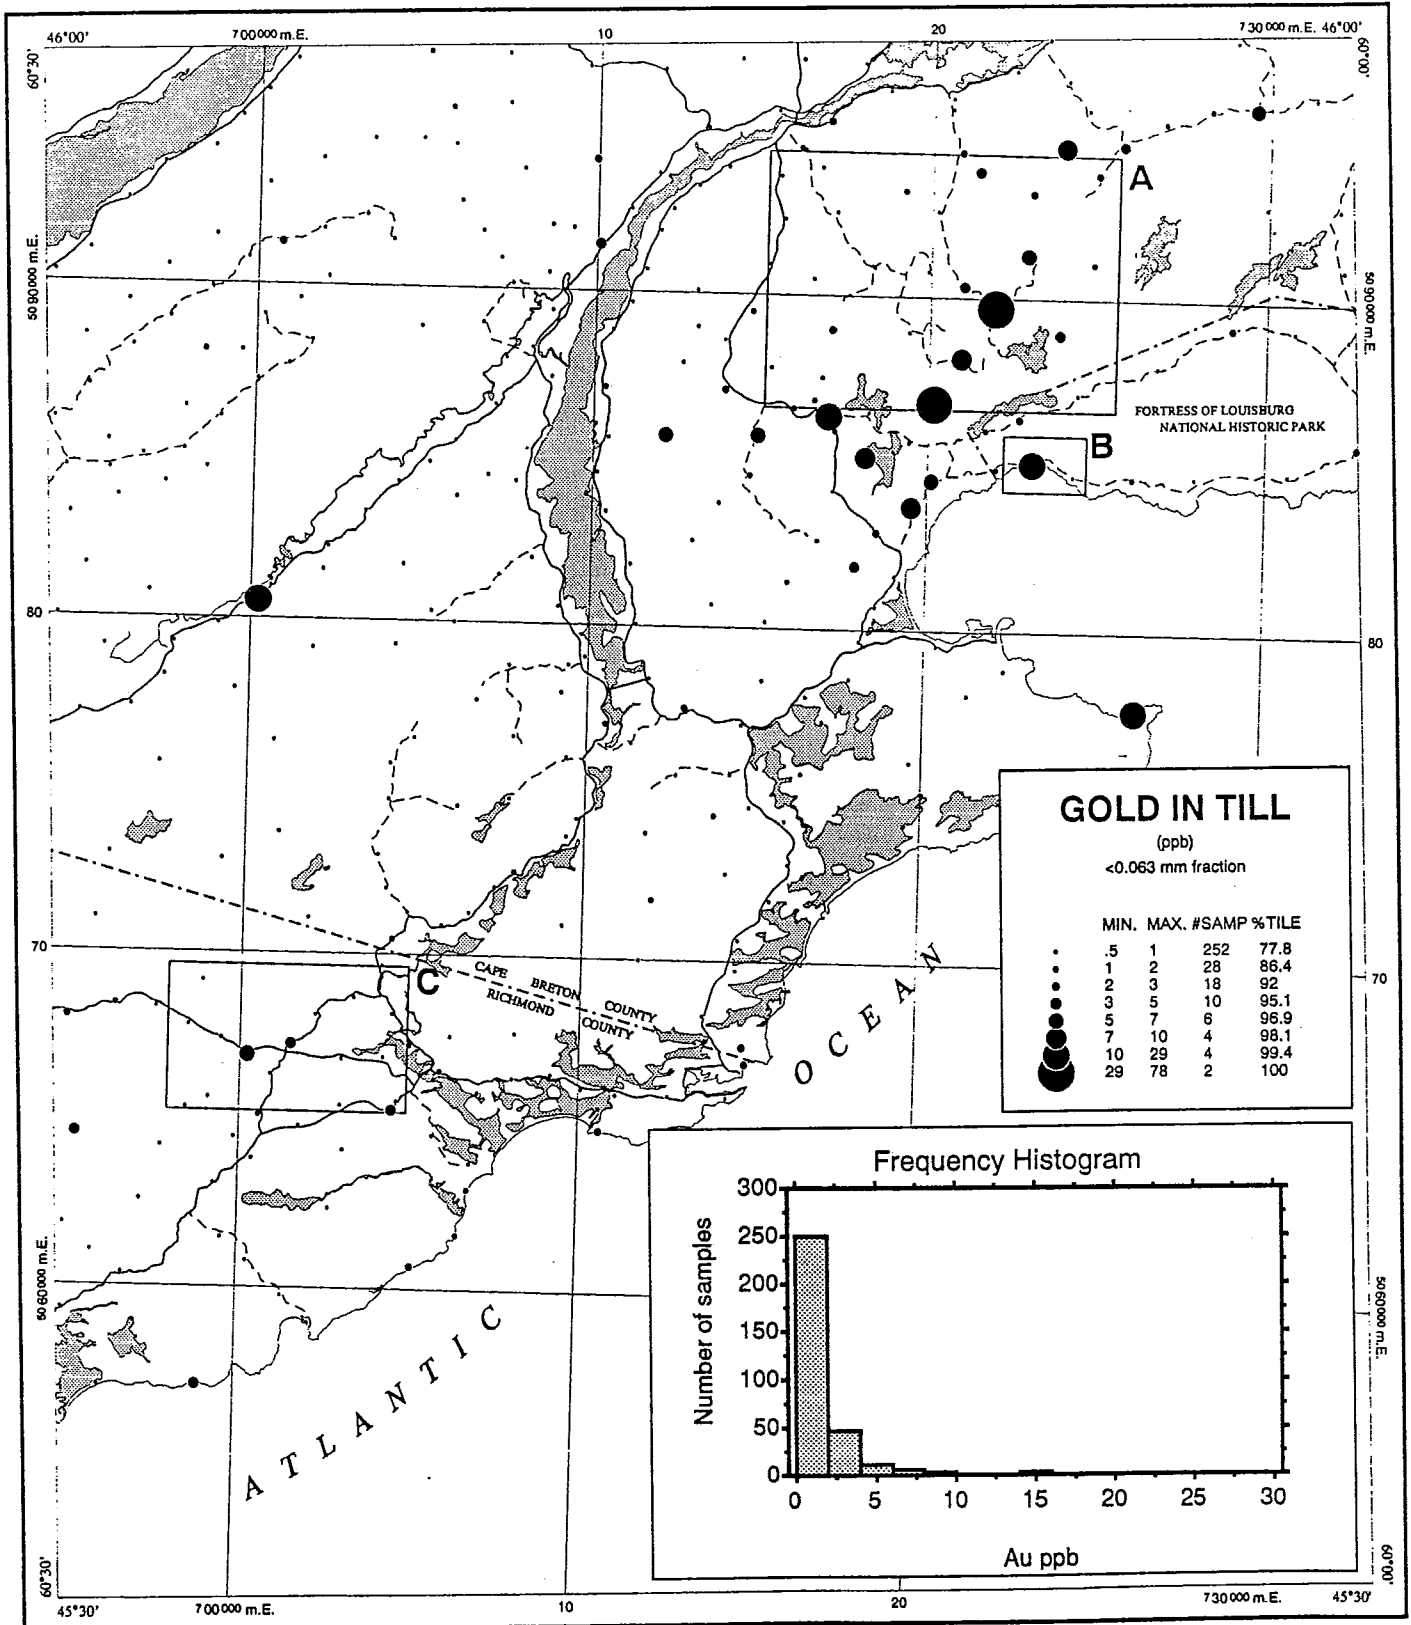 46°00'
700000 m.E.
10
20
730000 m.E. 46°00'
60°30'
60°00'
A
5090000 m.E.
5090000 m.E.
FORTRESS OF LOUISBURG
NATIONAL HISTORIC PARK
B
80
80
GOLD IN TILL
(ppb)
<0.063 mm fraction
MIN. MAX. #SAMP %TILE
.5 1 252 77.8
1 2 28 86.4
2 3 18 92
3 5 10 95.1
5 7 6 96.9
7 10 4 98.1
10 29 4 99.4
29 78 2 100
70
70
C
CAPE BRETON COUNTY
RICHMOND COUNTY
ATLANTIC OCEAN
5060000 m.E.
5060000 m.E.
Frequency Histogram
Number of samples
300
250
200
150
100
50
0
0 5 10 15 20 25 30
Au ppb
60°30'
60°00'
45°30'
700000 m.E.
10
20
730000 m.E.
45°30'